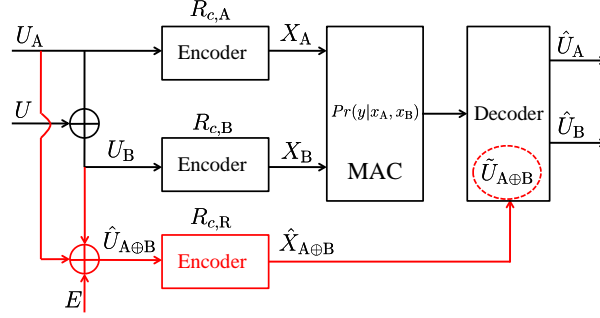 U_A
R_{c,A}
Encoder
X_A
Û_A
U
Pr(y|x_A, x_B)
Decoder
R_{c,B}
U_B
Encoder
X_B
MAC
Û_B
Ũ_{A⊕B}
R_{c,R}
Û_{A⊕B}
Encoder
X̂_{A⊕B}
E